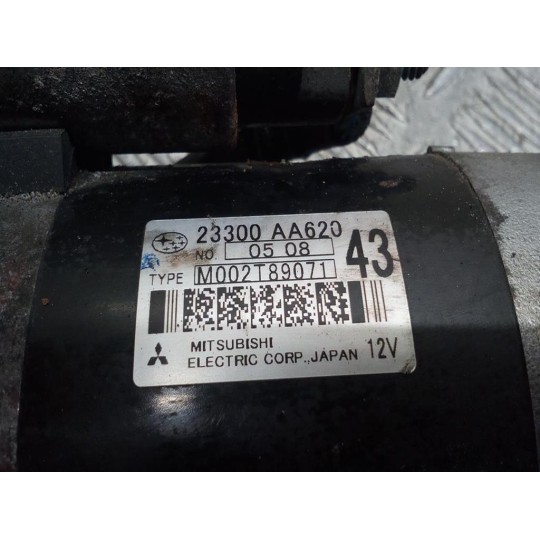 23300 AA620
NO. 05 08 43
TYPE M002T89071
MITSUBISHI
ELECTRIC CORP., JAPAN 12V